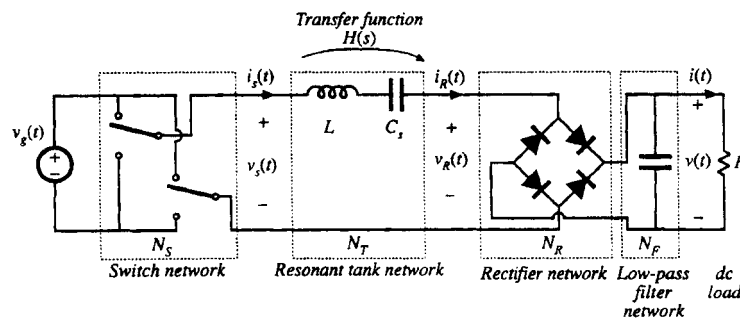 Transfer function
H(s)
i_s(t)
i_R(t)
i(t)
+
+
+
L
C_s
v_g(t)
+
−
v_s(t)
v_R(t)
v(t)
−
−
−
N_S
N_T
N_R
N_F
Switch network
Resonant tank network
Rectifier network
Low-pass
filter
network
dc
load